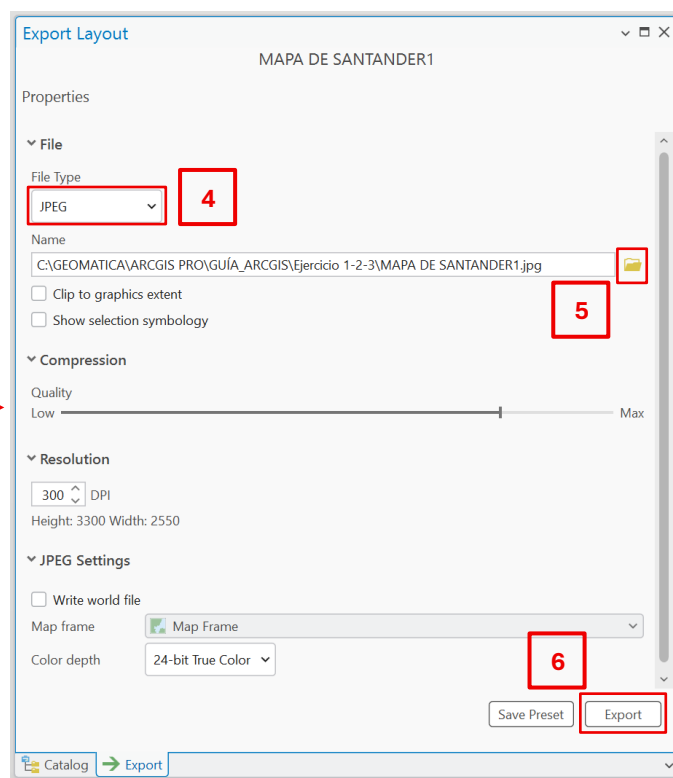 Export Layout
MAPA DE SANTANDER1
Properties
File
File Type
JPEG
4
Name
C:\GEOMATICA\ARCGIS PRO\GUÍA_ARCGIS\Ejercicio 1-2-3\MAPA DE SANTANDER1.jpg
Clip to graphics extent
5
Show selection symbology
Compression
Quality
Low Max
Resolution
300 DPI
Height: 3300 Width: 2550
JPEG Settings
Write world file
Map frame Map Frame
Color depth 24-bit True Color
6
Save Preset Export
Catalog Export